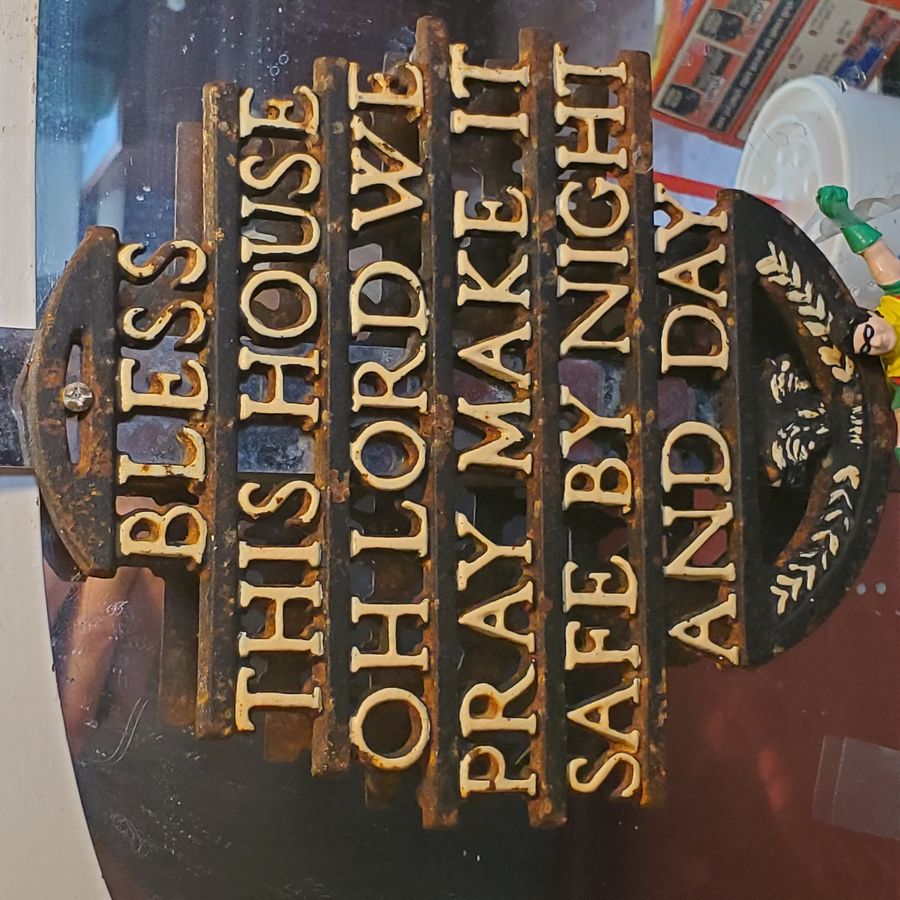 BLESS
THIS HOUSE
OH LORD WE
PRAY MAKE IT
SAFE BY NIGHT
AND DAY